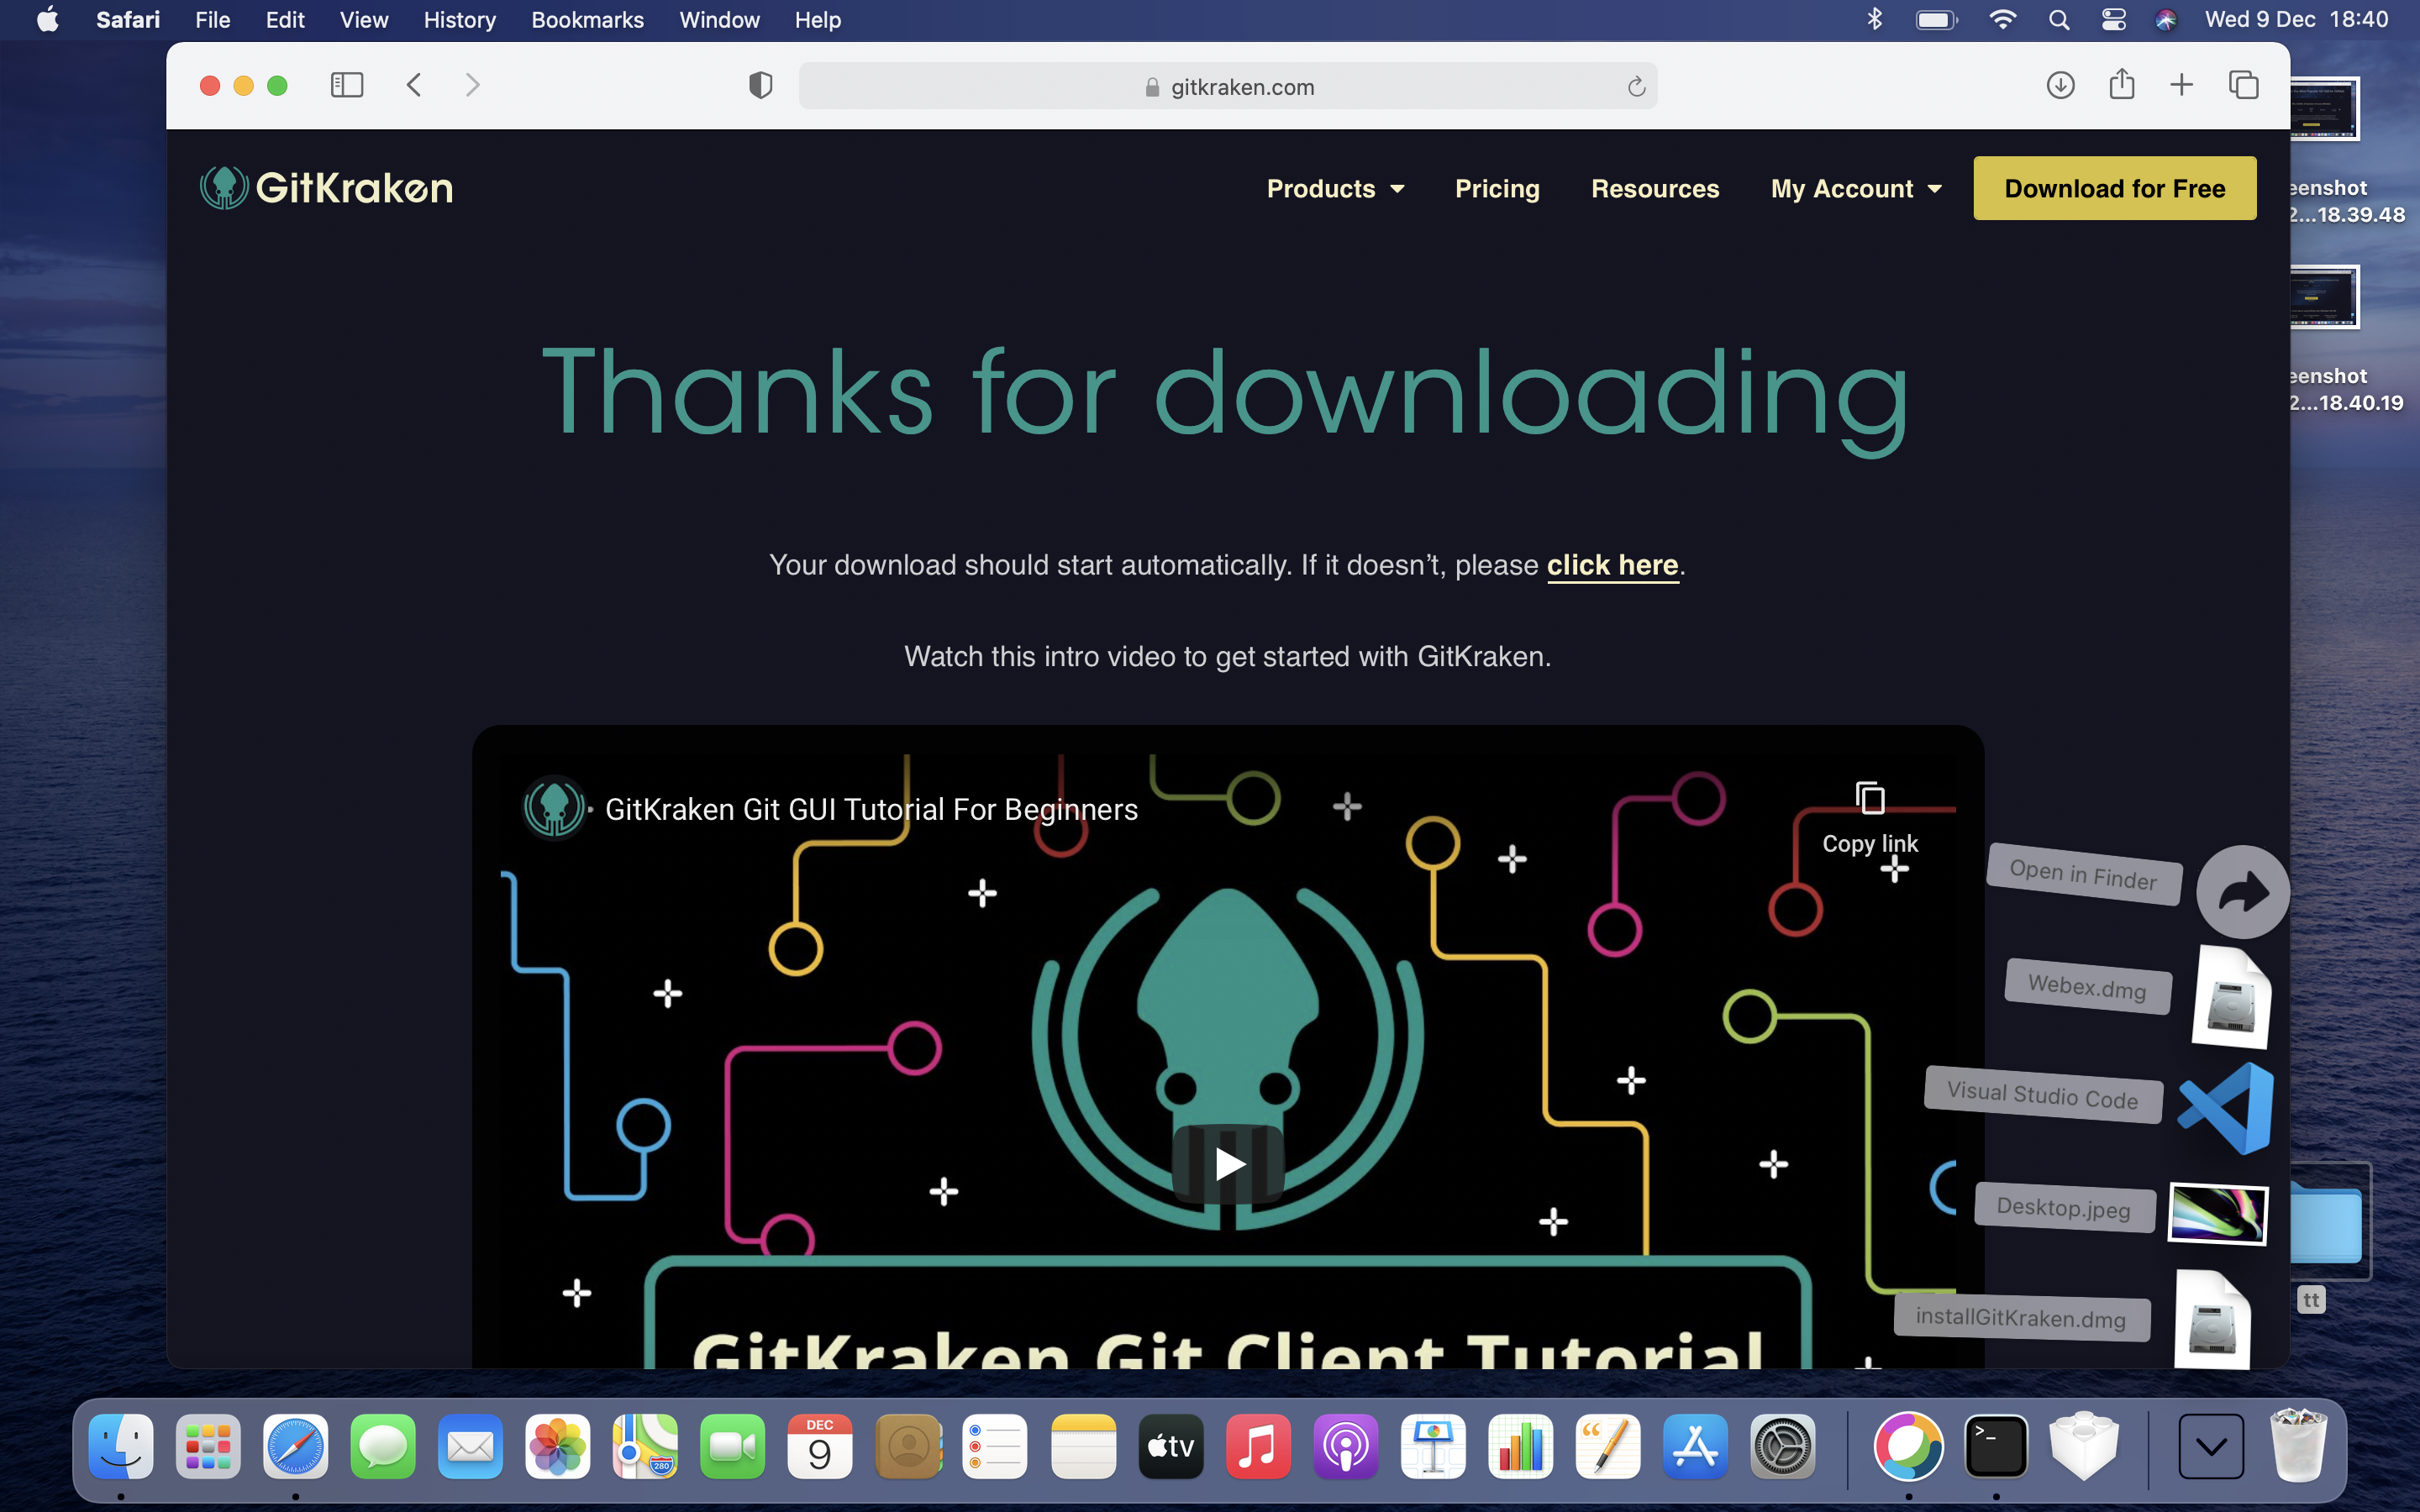 Safari File Edit View History Bookmarks Window Help Wed 9 Dec 18:40
gitkraken.com
GitKraken Products Pricing Resources My Account Download for Free
eenshot
2...18.39.48
eenshot
2...18.40.19
Thanks for downloading
Your download should start automatically. If it doesn’t, please click here.
Watch this intro video to get started with GitKraken.
GitKraken Git GUI Tutorial For Beginners
Copy link
Open in Finder
Webex.dmg
Visual Studio Code
Desktop.jpeg
installGitKraken.dmg
tt
GitKraken Git Client Tutorial
280
DEC
9
tv
>_